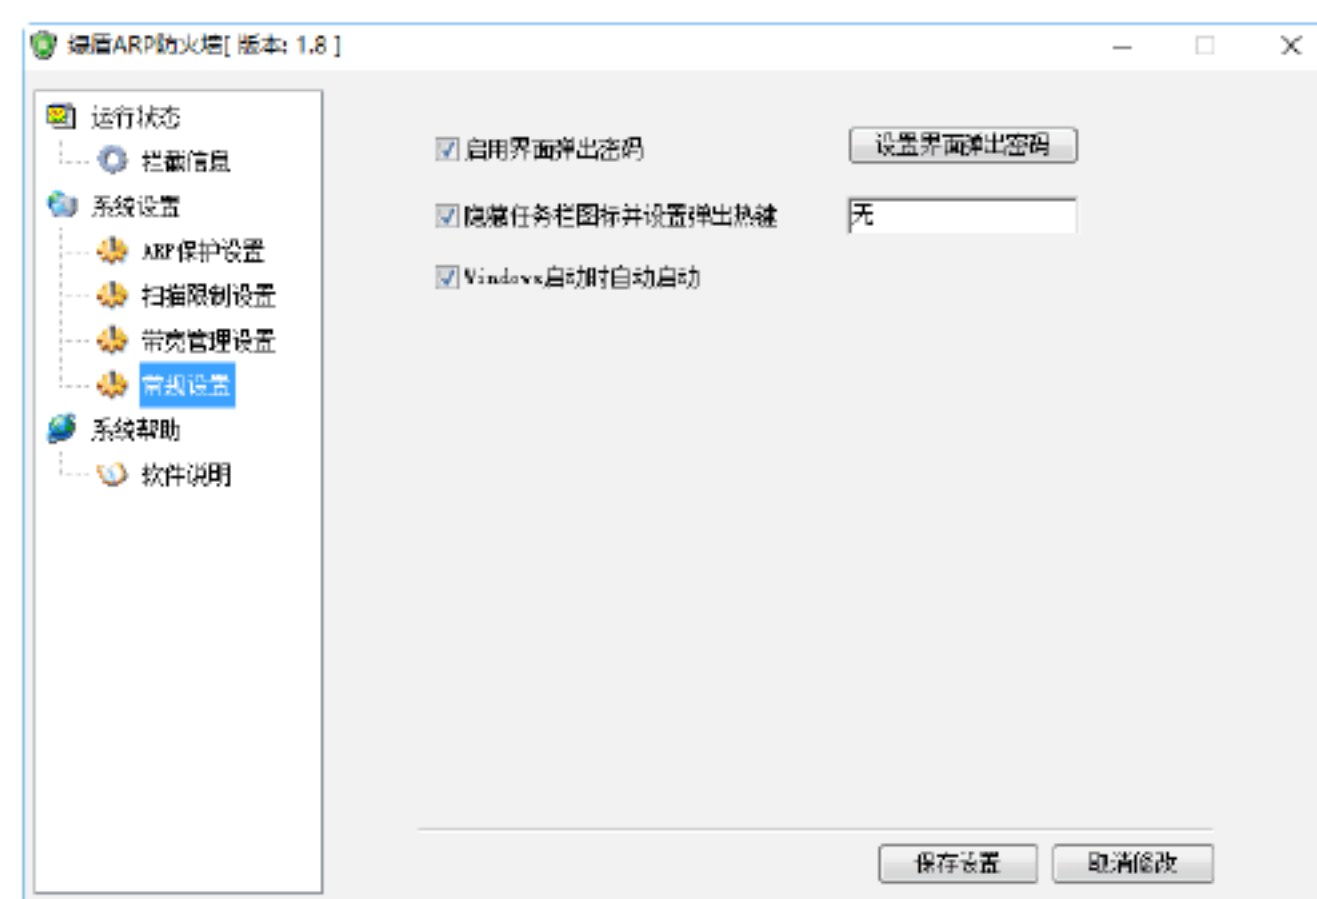 绿盾ARP防火墙[ 版本: 1.8 ]
运行状态
拦截信息
系统设置
ARP保护设置
扫描限制设置
带宽管理设置
常规设置
系统帮助
软件说明
启用界面弹出密码
设置界面弹出密码
隐藏任务栏图标并设置弹出热键
无
Windows启动时自动启动
保存设置
取消修改